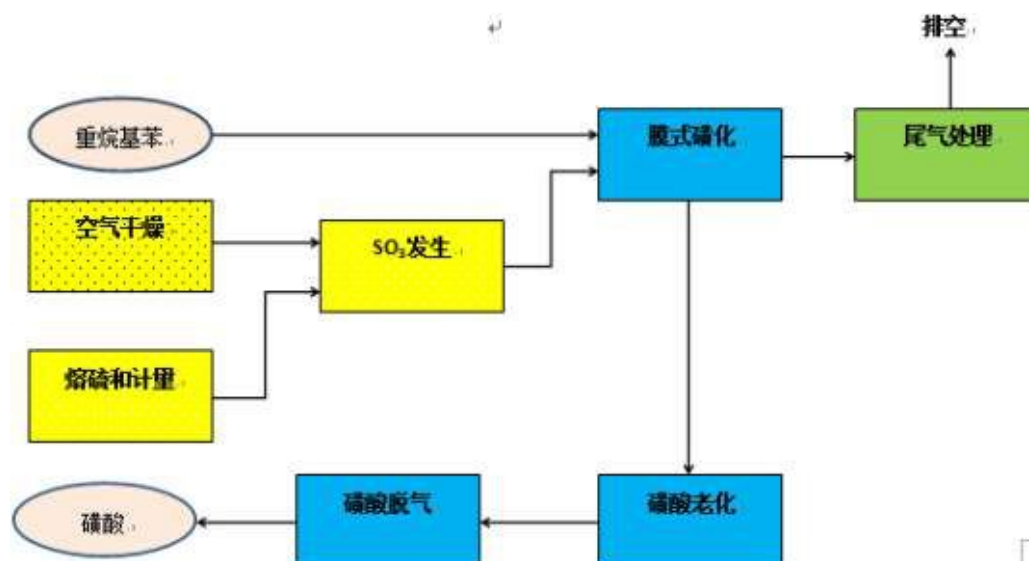 排空
重烷基苯
膜式磺化
尾气处理
空气干燥
SO₃发生
熔硫和计量
磺酸
磺酸脱气
磺酸老化